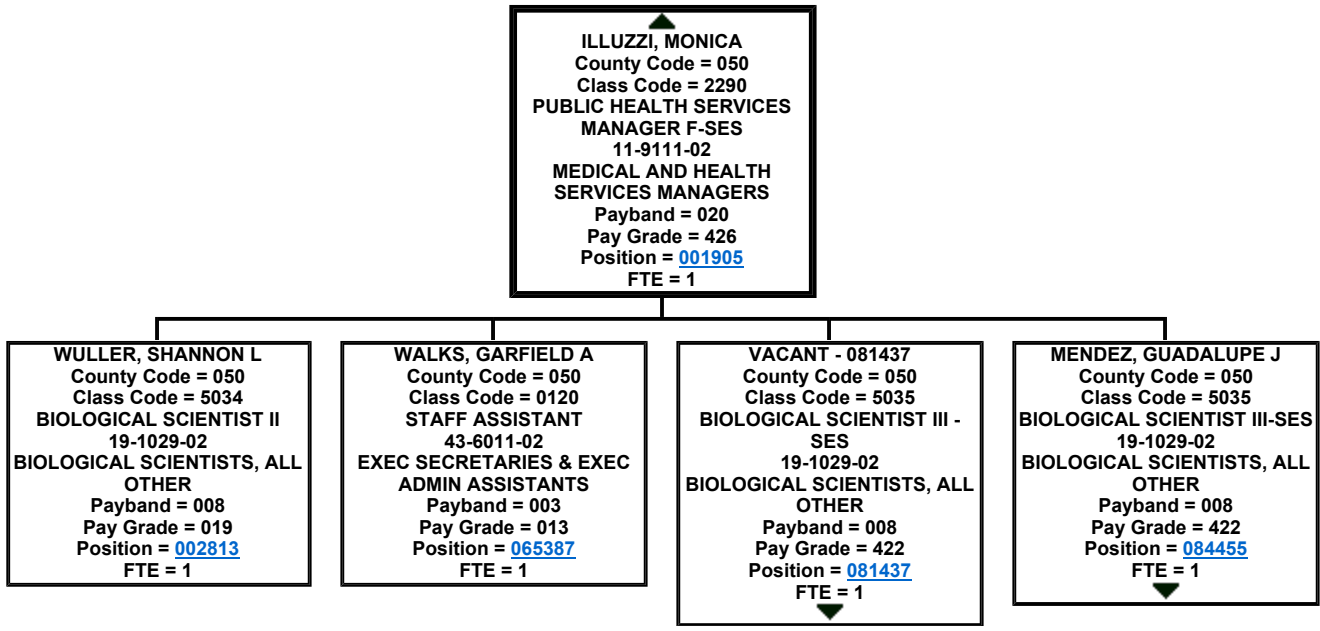 ILLUZZI, MONICA
County Code = 050
Class Code = 2290
PUBLIC HEALTH SERVICES
MANAGER F-SES
11-9111-02
MEDICAL AND HEALTH
SERVICES MANAGERS
Payband = 020
Pay Grade = 426
Position = 001905
FTE = 1
WULLER, SHANNON L
County Code = 050
Class Code = 5034
BIOLOGICAL SCIENTIST II
19-1029-02
BIOLOGICAL SCIENTISTS, ALL
OTHER
Payband = 008
Pay Grade = 019
Position = 002813
FTE = 1
WALKS, GARFIELD A
County Code = 050
Class Code = 0120
STAFF ASSISTANT
43-6011-02
EXEC SECRETARIES & EXEC
ADMIN ASSISTANTS
Payband = 003
Pay Grade = 013
Position = 065387
FTE = 1
VACANT - 081437
County Code = 050
Class Code = 5035
BIOLOGICAL SCIENTIST III -
SES
19-1029-02
BIOLOGICAL SCIENTISTS, ALL
OTHER
Payband = 008
Pay Grade = 422
Position = 081437
FTE = 1
MENDEZ, GUADALUPE J
County Code = 050
Class Code = 5035
BIOLOGICAL SCIENTIST III-SES
19-1029-02
BIOLOGICAL SCIENTISTS, ALL
OTHER
Payband = 008
Pay Grade = 422
Position = 084455
FTE = 1